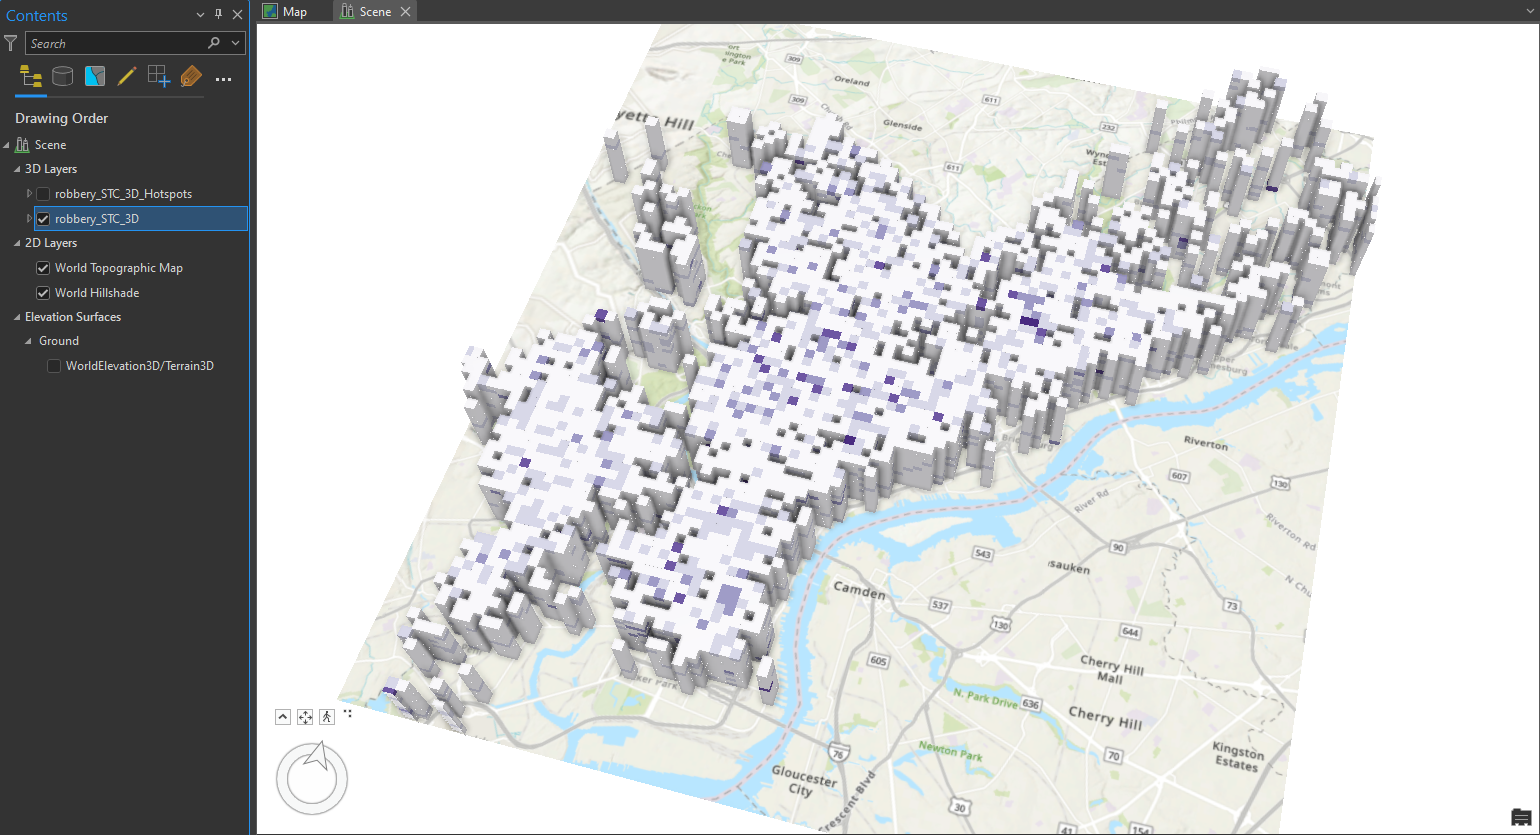 Contents
Map
Scene
Search
Drawing Order
Scene
3D Layers
robbery_STC_3D_Hotspots
robbery_STC_3D
2D Layers
World Topographic Map
World Hillshade
Elevation Surfaces
Ground
WorldElevation3D/Terrain3D
309
Oreland
309
611
Glenside
232
611
yette Hill
Riverton
607
130
River Rd
Riverton Rd
90
543
Camden
537
130
73
644
605
Cherry Hill
Mall
N. Park Drive
636
Cherry Hill
76
Newton Park
70
Kingston
Estates
Gloucester
City
30
41
154